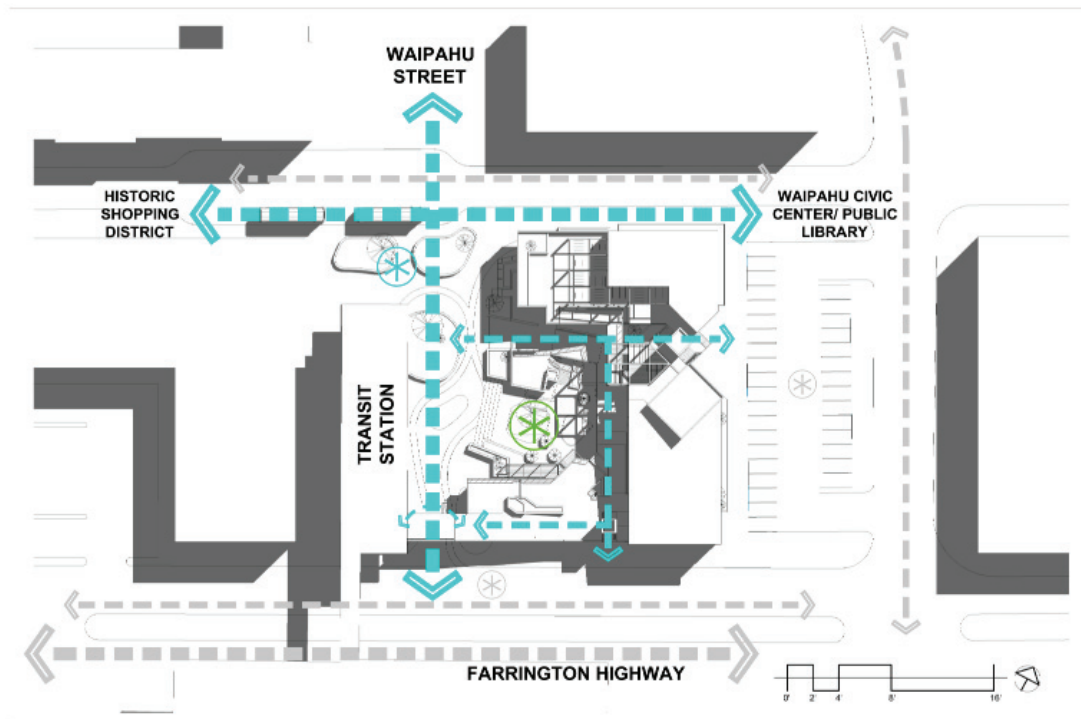 WAIPAHU
STREET
HISTORIC
SHOPPING
DISTRICT
WAIPAHU CIVIC
CENTER/ PUBLIC
LIBRARY
TRANSIT
STATION
FARRINGTON HIGHWAY
0' 2' 4' 8' 16'